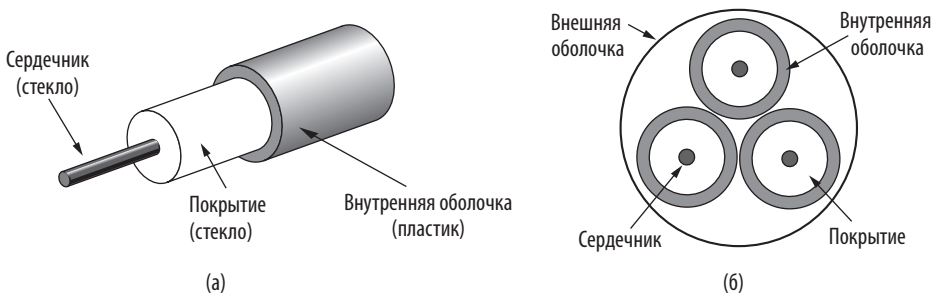 Сердечник
(стекло)
Покрытие
(стекло)
Внутренняя оболочка
(пластик)
(а)
Внешняя
оболочка
Внутренняя
оболочка
Сердечник
Покрытие
(б)